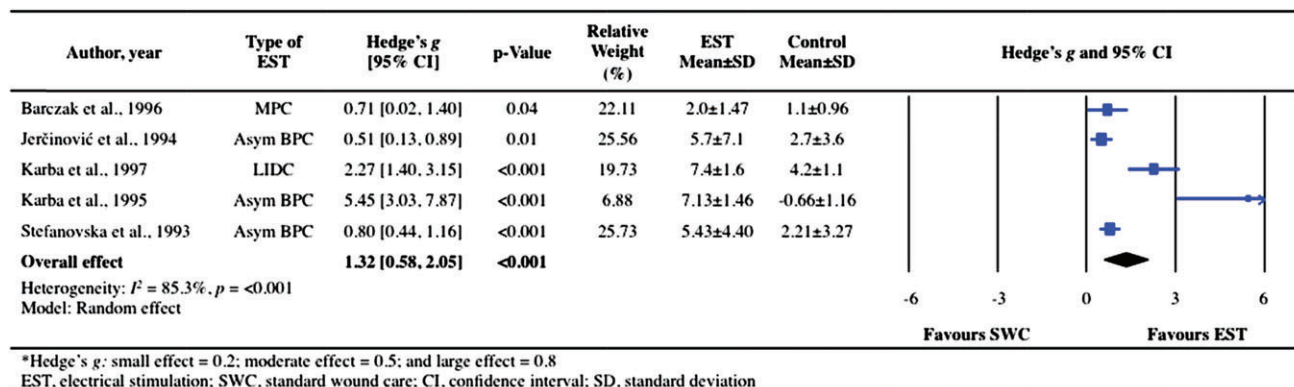 Author, year Type of EST Hedge's g [95% CI] p-Value Relative Weight (%) EST Mean±SD Control Mean±SD Hedge's g and 95% CI
Barczak et al., 1996 MPC 0.71 [0.02, 1.40] 0.04 22.11 2.0±1.47 1.1±0.96
Jerčinović et al., 1994 Asym BPC 0.51 [0.13, 0.89] 0.01 25.56 5.7±7.1 2.7±3.6
Karba et al., 1997 LIDC 2.27 [1.40, 3.15] <0.001 19.73 7.4±1.6 4.2±1.1
Karba et al., 1995 Asym BPC 5.45 [3.03, 7.87] <0.001 6.88 7.13±1.46 -0.66±1.16
Stefanovska et al., 1993 Asym BPC 0.80 [0.44, 1.16] <0.001 25.73 5.43±4.40 2.21±3.27
Overall effect 1.32 [0.58, 2.05] <0.001
Heterogeneity: I² = 85.3%, p = <0.001
Model: Random effect
-6 -3 0 3 6
Favours SWC Favours EST
*Hedge's g: small effect = 0.2; moderate effect = 0.5; and large effect = 0.8
EST, electrical stimulation; SWC, standard wound care; CI, confidence interval; SD, standard deviation